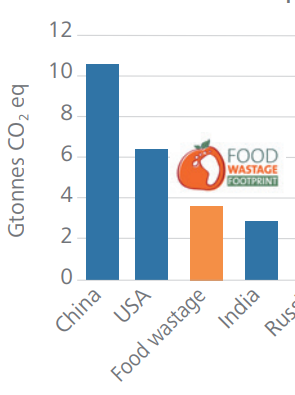 12
10
8
6
4
2
0
Gtonnes CO₂ eq
FOOD
WASTAGE
FOOTPRINT
China
USA
Food wastage
India